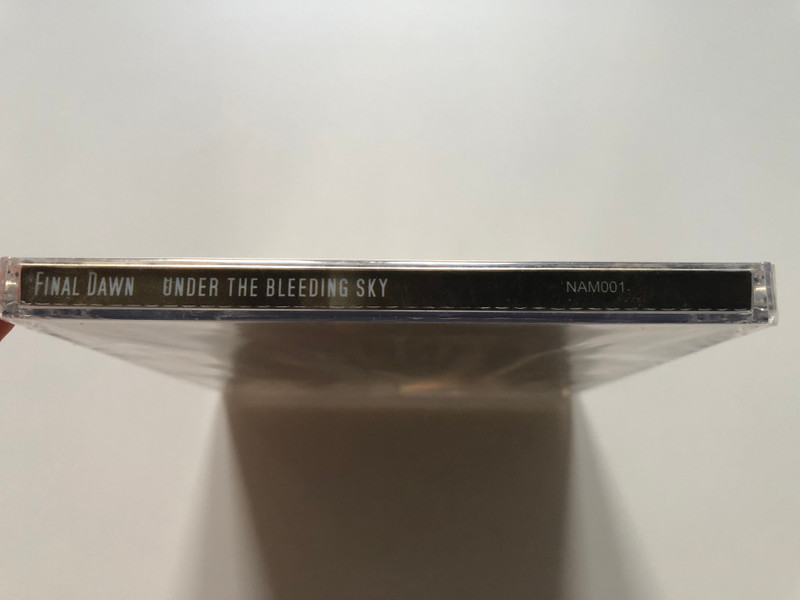 Final Dawn UNDER THE BLEEDING SKY NAM001